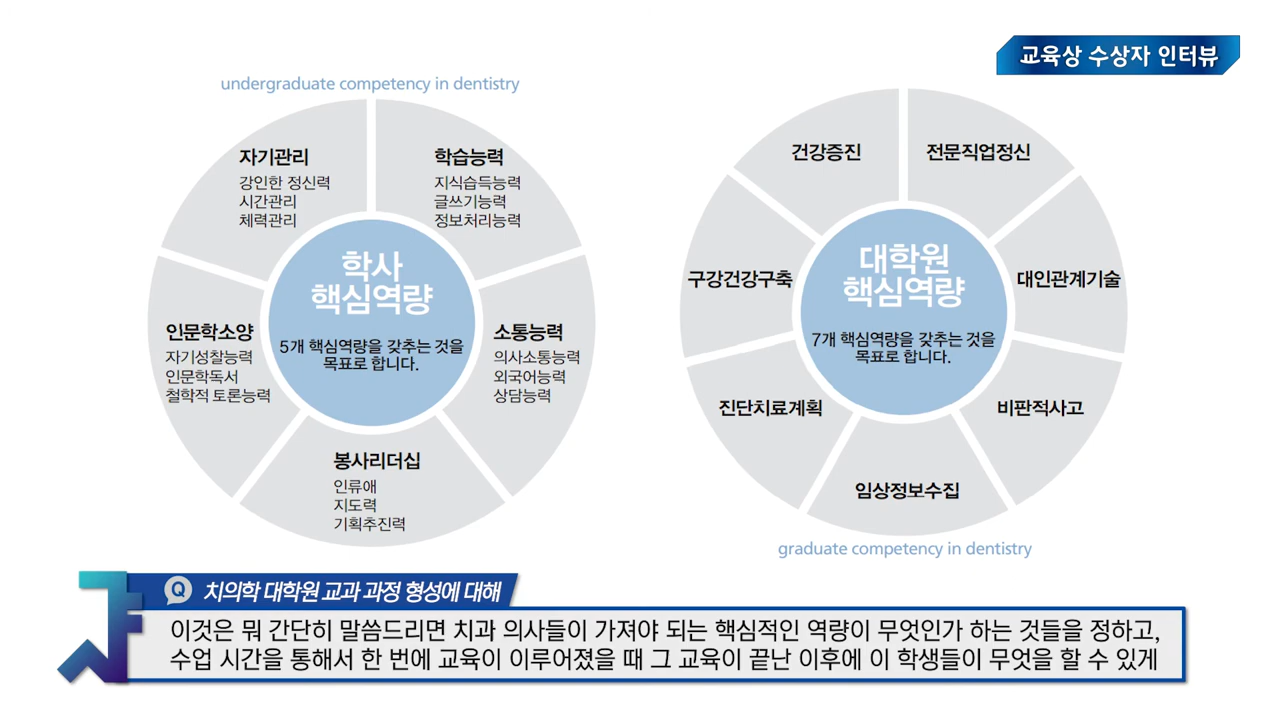 교육상 수상자 인터뷰
undergraduate competency in dentistry
자기관리
강인한 정신력
시간관리
체력관리
학습능력
지식습득능력
글쓰기능력
정보처리능력
학사
핵심역량
5개 핵심역량을 갖추는 것을
목표로 합니다.
인문학소양
자기성찰능력
인문학독서
철학적 토론능력
소통능력
의사소통능력
외국어능력
상담능력
봉사리더십
인류애
지도력
기획추진력
건강증진
전문직업정신
구강건강구축
대학원
핵심역량
7개 핵심역량을 갖추는 것을
목표로 합니다.
대인관계기술
진단치료계획
비판적사고
임상정보수집
graduate competency in dentistry
Q 치의학 대학원 교과 과정 형성에 대해
이것은 뭐 간단히 말씀드리면 치과 의사들이 가져야 되는 핵심적인 역량이 무엇인가 하는 것들을 정하고,
수업 시간을 통해서 한 번에 교육이 이루어졌을 때 그 교육이 끝난 이후에 이 학생들이 무엇을 할 수 있게